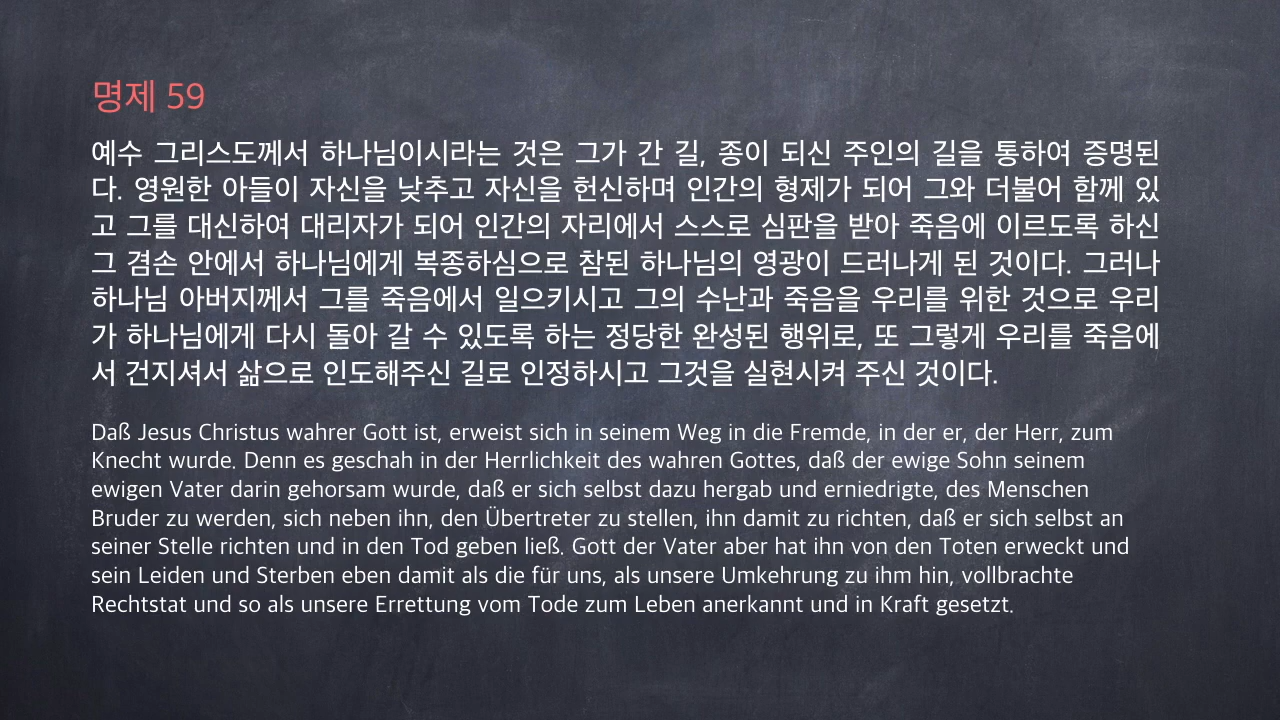 명제 59
예수 그리스도께서 하나님이시라는 것은 그가 간 길, 종이 되신 주인의 길을 통하여 증명된
다. 영원한 아들이 자신을 낮추고 자신을 헌신하며 인간의 형제가 되어 그와 더불어 함께 있
고 그를 대신하여 대리자가 되어 인간의 자리에서 스스로 심판을 받아 죽음에 이르도록 하신
그 겸손 안에서 하나님에게 복종하심으로 참된 하나님의 영광이 드러나게 된 것이다. 그러나
하나님 아버지께서 그를 죽음에서 일으키시고 그의 수난과 죽음을 우리를 위한 것으로 우리
가 하나님에게 다시 돌아 갈 수 있도록 하는 정당한 완성된 행위로, 또 그렇게 우리를 죽음에
서 건지셔서 삶으로 인도해주신 길로 인정하시고 그것을 실현시켜 주신 것이다.
Daß Jesus Christus wahrer Gott ist, erweist sich in seinem Weg in die Fremde, in der er, der Herr, zum
Knecht wurde. Denn es geschah in der Herrlichkeit des wahren Gottes, daß der ewige Sohn seinem
ewigen Vater darin gehorsam wurde, daß er sich selbst dazu hergab und erniedrigte, des Menschen
Bruder zu werden, sich neben ihn, den Übertreter zu stellen, ihn damit zu richten, daß er sich selbst an
seiner Stelle richten und in den Tod geben ließ. Gott der Vater aber hat ihn von den Toten erweckt und
sein Leiden und Sterben eben damit als die für uns, als unsere Umkehrung zu ihm hin, vollbrachte
Rechtstat und so als unsere Errettung vom Tode zum Leben anerkannt und in Kraft gesetzt.